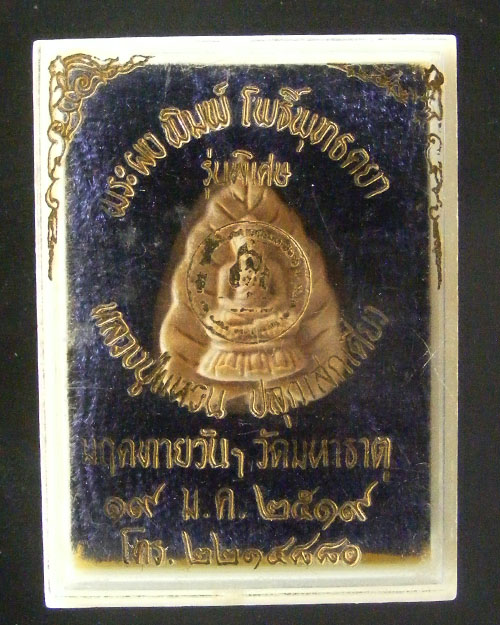 พระผง พิมพ์ โพธิ์พุทธคยา
รุ่นพิเศษ
หลวงปู่แหวน ปลุกเสกเดี่ยว
มฤคทายวันฯ วัดมหาธาตุ
๑๙ ม.ค. ๒๕๑๙
โทร. ๒๒๑๔๘๘๐